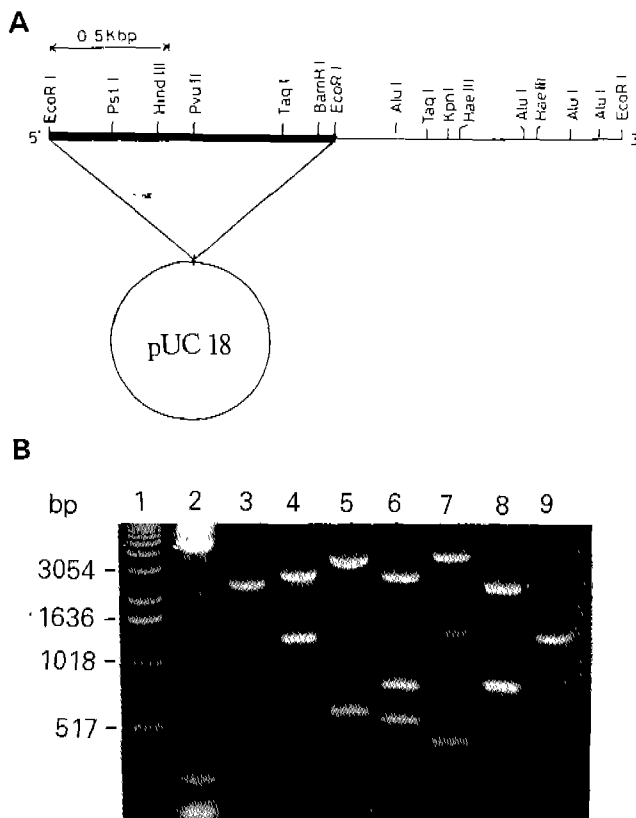 A
0.5Kbp
EcoR I
Pst I
Hind III
Pvu II
Taq I
BamH I
EcoR I
Alu I
Taq I
Kpn I
Hae III
Alu I
Hae III
Alu I
Alu I
EcoR I
5'
3'
pUC 18
B
bp 1 2 3 4 5 6 7 8 9
3054
1636
1018
517